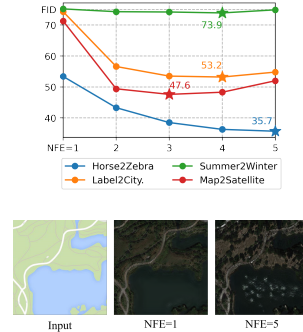 FID
70
60
50
40
73.9
53.2
47.6
35.7
NFE=1 2 3 4 5
Horse2Zebra Summer2Winter
Label2City. Map2Satellite
Input NFE=1 NFE=5